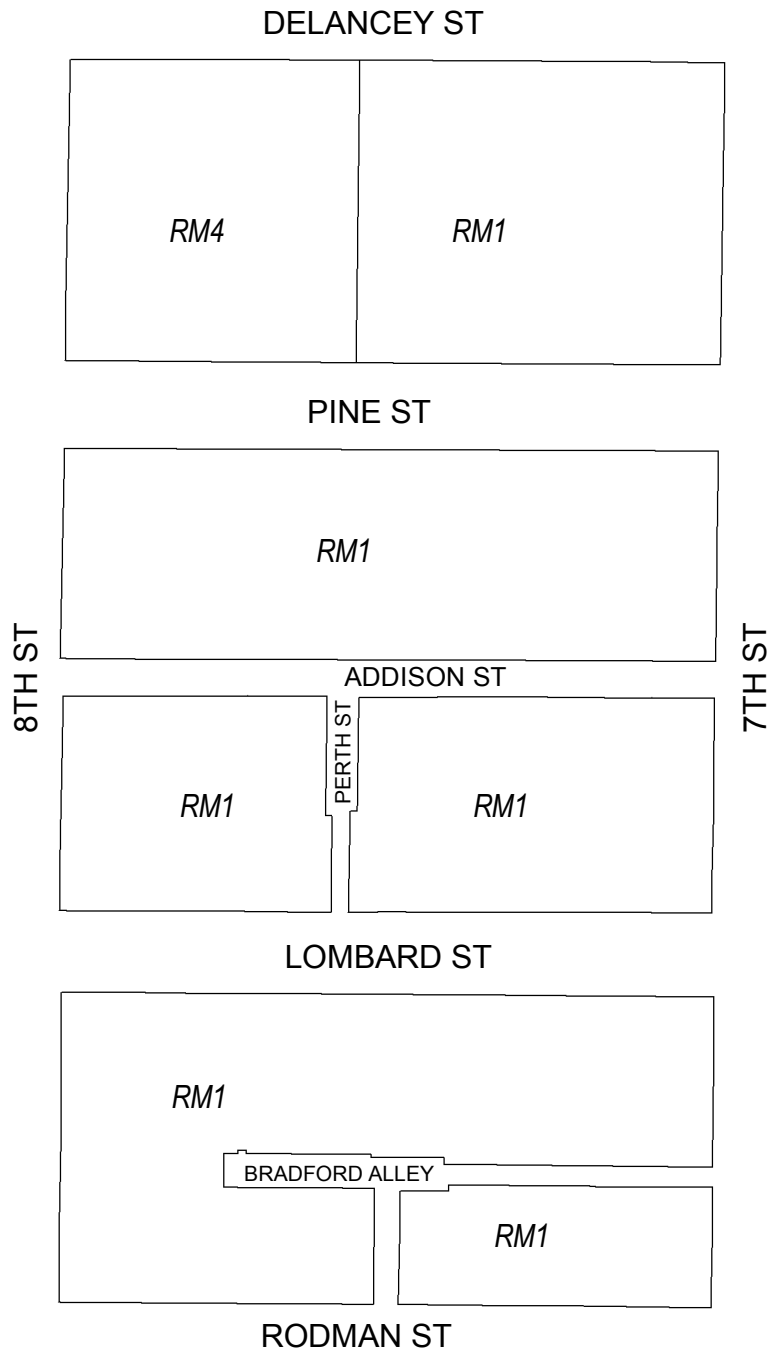 DELANCEY ST
RM4
RM1
PINE ST
RM1
8TH ST
7TH ST
ADDISON ST
PERTH ST
RM1
RM1
LOMBARD ST
RM1
BRADFORD ALLEY
RM1
RODMAN ST